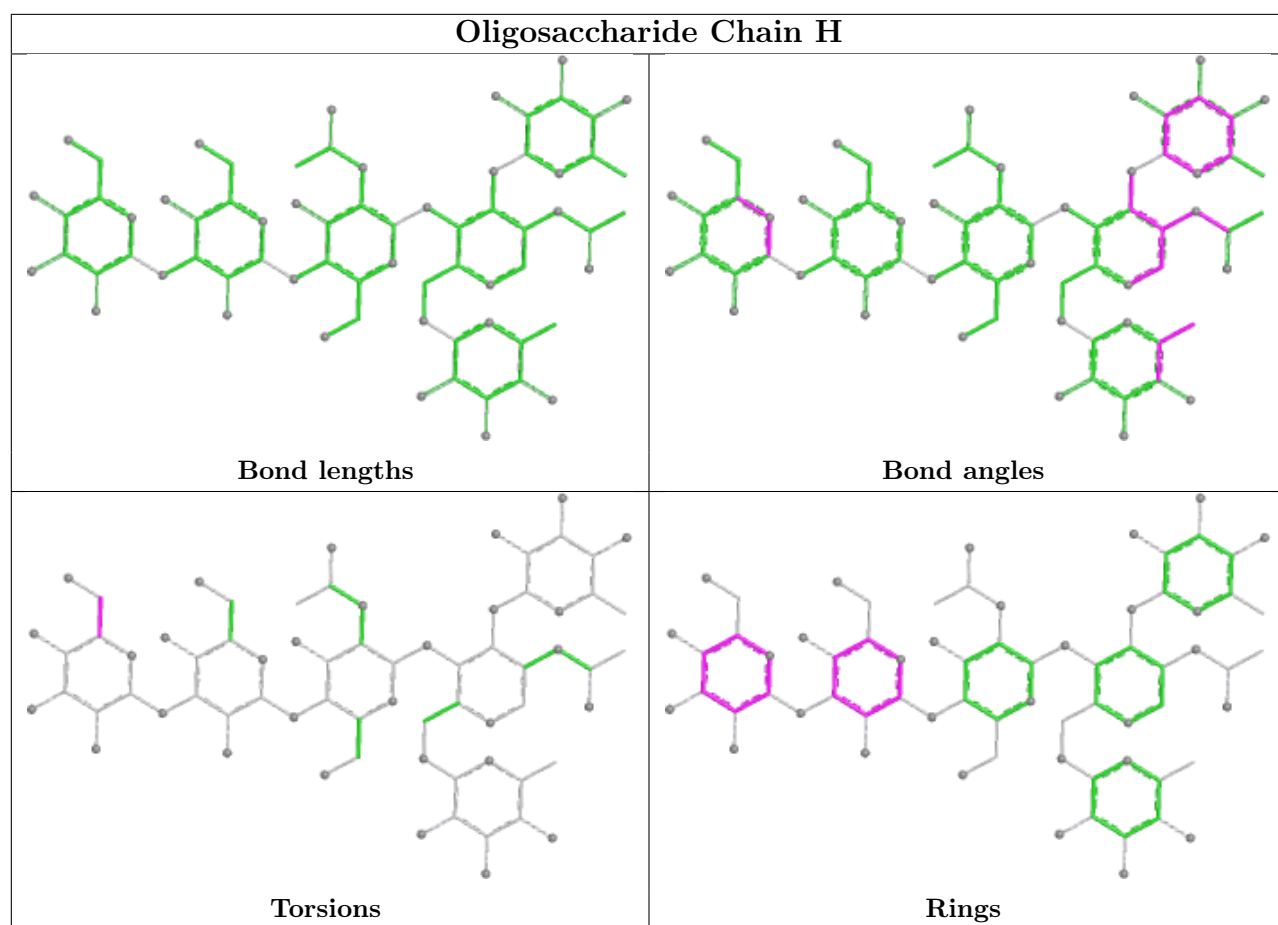 Oligosaccharide Chain H
Bond lengths
Bond angles
Torsions
Rings